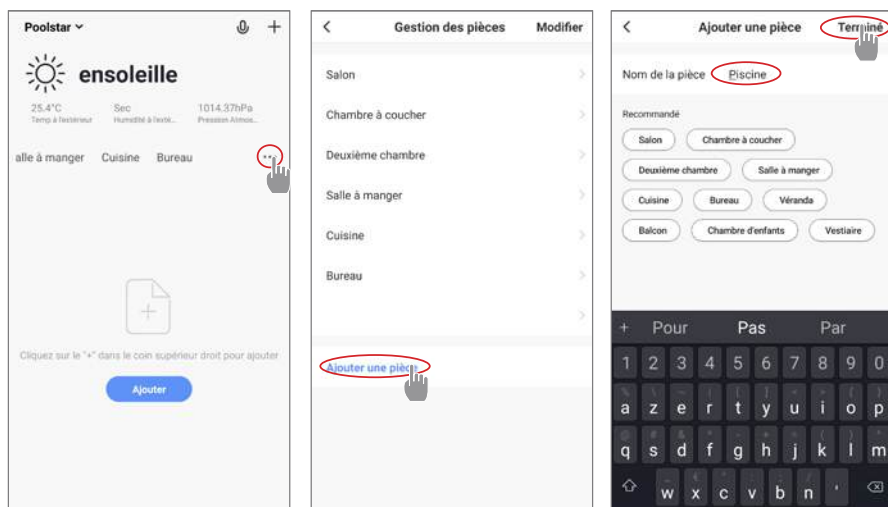 Poolstar
ensoleille
25.4°C Sec 1014.37hPa
Temp à l'extérieur Humidité à l'exté... Pression Atmos...
alle à manger Cuisine Bureau ...
Cliquez sur le "+" dans le coin supérieur droit pour ajouter
Ajouter
Gestion des pièces Modifier
Salon
Chambre à coucher
Deuxième chambre
Salle à manger
Cuisine
Bureau
Ajouter une pièce
Ajouter une pièce Terminé
Nom de la pièce Piscine
Recommandé
Salon Chambre à coucher
Deuxième chambre Salle à manger
Cuisine Bureau Véranda
Balcon Chambre d'enfants Vestiaire
+ Pour Pas Par
1 2 3 4 5 6 7 8 9 0
a z e r t y u i o p
q s d f g h j k l m
w x c v b n '